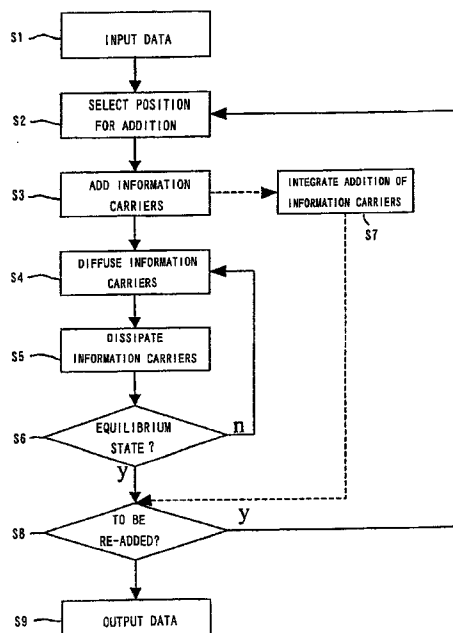 S1
INPUT DATA
S2
SELECT POSITION
FOR ADDITION
S3
ADD INFORMATION
CARRIERS
INTEGRATE ADDITION OF
INFORMATION CARRIERS
S7
S4
DIFFUSE INFORMATION
CARRIERS
S5
DISSIPATE
INFORMATION CARRIERS
S6
EQUILIBRIUM
STATE?
n
y
S8
TO BE
RE-ADDED?
y
S9
OUTPUT DATA